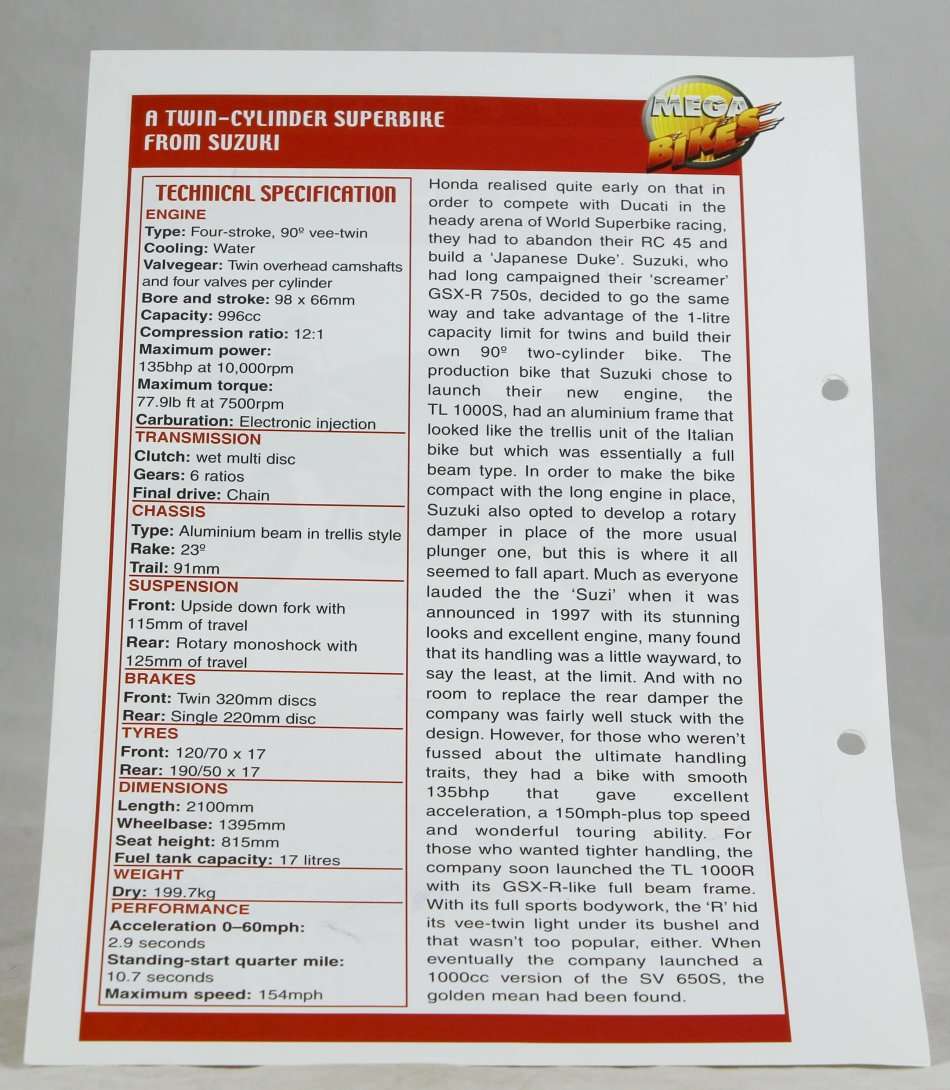 A TWIN-CYLINDER SUPERBIKE
FROM SUZUKI
MEGA
BIKES
TECHNICAL SPECIFICATION
ENGINE
Type: Four-stroke, 90º vee-twin
Cooling: Water
Valvegear: Twin overhead camshafts
and four valves per cylinder
Bore and stroke: 98 x 66mm
Capacity: 996cc
Compression ratio: 12:1
Maximum power:
135bhp at 10,000rpm
Maximum torque:
77.9lb ft at 7500rpm
Carburation: Electronic injection
TRANSMISSION
Clutch: wet multi disc
Gears: 6 ratios
Final drive: Chain
CHASSIS
Type: Aluminium beam in trellis style
Rake: 23º
Trail: 91mm
SUSPENSION
Front: Upside down fork with
115mm of travel
Rear: Rotary monoshock with
125mm of travel
BRAKES
Front: Twin 320mm discs
Rear: Single 220mm disc
TYRES
Front: 120/70 x 17
Rear: 190/50 x 17
DIMENSIONS
Length: 2100mm
Wheelbase: 1395mm
Seat height: 815mm
Fuel tank capacity: 17 litres
WEIGHT
Dry: 199.7kg
PERFORMANCE
Acceleration 0–60mph:
2.9 seconds
Standing-start quarter mile:
10.7 seconds
Maximum speed: 154mph
Honda realised quite early on that in
order to compete with Ducati in the
heady arena of World Superbike racing,
they had to abandon their RC 45 and
build a ‘Japanese Duke’. Suzuki, who
had long campaigned their ‘screamer’
GSX-R 750s, decided to go the same
way and take advantage of the 1-litre
capacity limit for twins and build their
own 90º two-cylinder bike. The
production bike that Suzuki chose to
launch their new engine, the
TL 1000S, had an aluminium frame that
looked like the trellis unit of the Italian
bike but which was essentially a full
beam type. In order to make the bike
compact with the long engine in place,
Suzuki also opted to develop a rotary
damper in place of the more usual
plunger one, but this is where it all
seemed to fall apart. Much as everyone
lauded the the ‘Suzi’ when it was
announced in 1997 with its stunning
looks and excellent engine, many found
that its handling was a little wayward, to
say the least, at the limit. And with no
room to replace the rear damper the
company was fairly well stuck with the
design. However, for those who weren’t
fussed about the ultimate handling
traits, they had a bike with smooth
135bhp that gave excellent
acceleration, a 150mph-plus top speed
and wonderful touring ability. For
those who wanted tighter handling, the
company soon launched the TL 1000R
with its GSX-R-like full beam frame.
With its full sports bodywork, the ‘R’ hid
its vee-twin light under its bushel and
that wasn’t too popular, either. When
eventually the company launched a
1000cc version of the SV 650S, the
golden mean had been found.